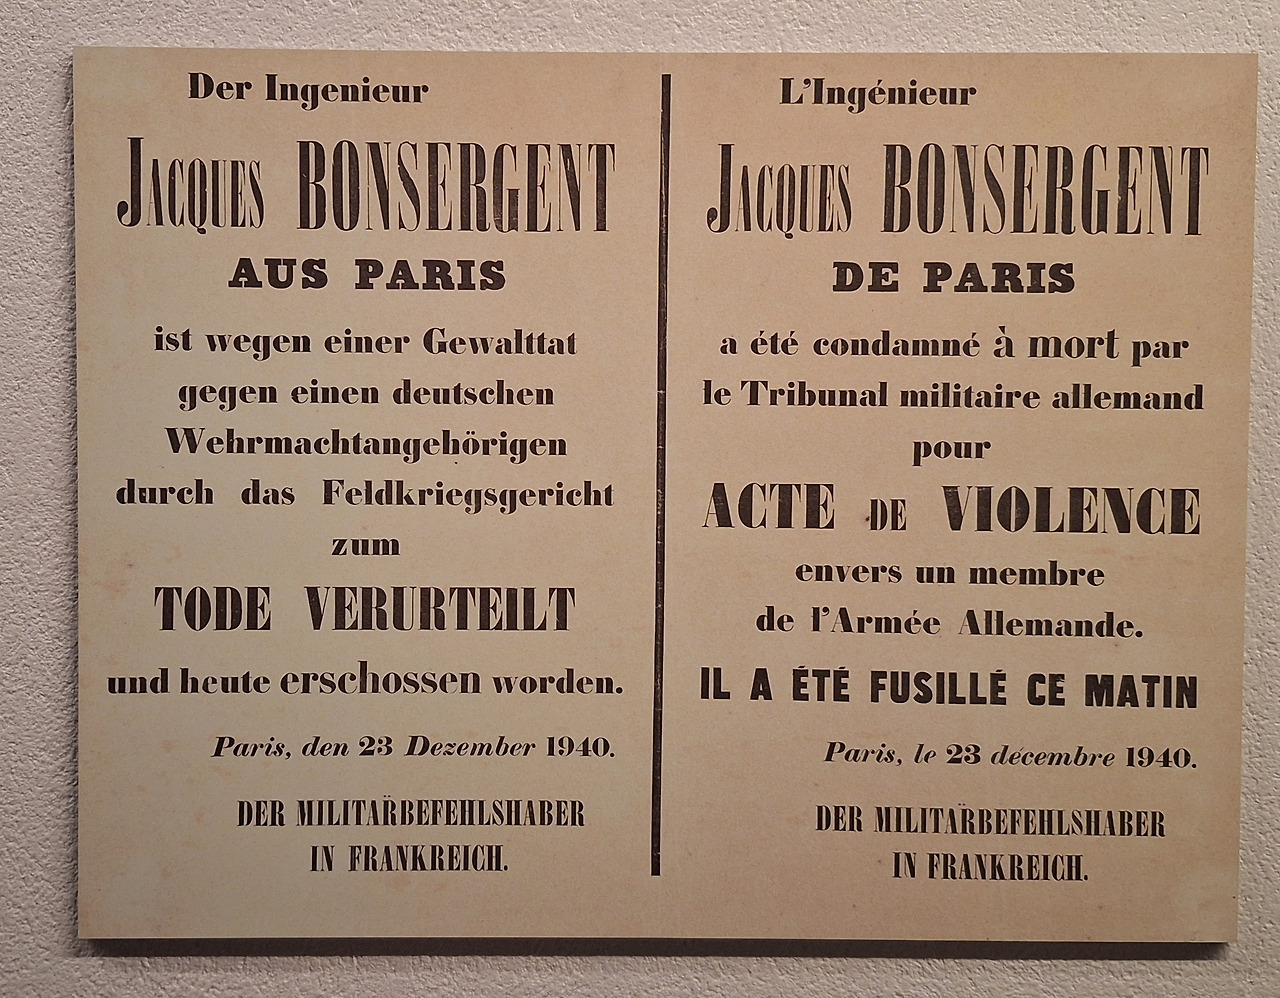 Der Ingenieur
JACQUES BONSERGENT
AUS PARIS
ist wegen einer Gewalttat
gegen einen deutschen
Wehrmachtangehörigen
durch das Feldkriegsgericht
zum
TODE VERURTEILT
und heute erschossen worden.
Paris, den 23 Dezember 1940.
DER MILITÄRBEFEHLSHABER
IN FRANKREICH.
L'Ingénieur
JACQUES BONSERGENT
DE PARIS
a été condamné à mort par
le Tribunal militaire allemand
pour
ACTE DE VIOLENCE
envers un membre
de l'Armée Allemande.
IL A ÉTÉ FUSILLÉ CE MATIN
Paris, le 23 décembre 1940.
DER MILITÄRBEFEHLSHABER
IN FRANKREICH.